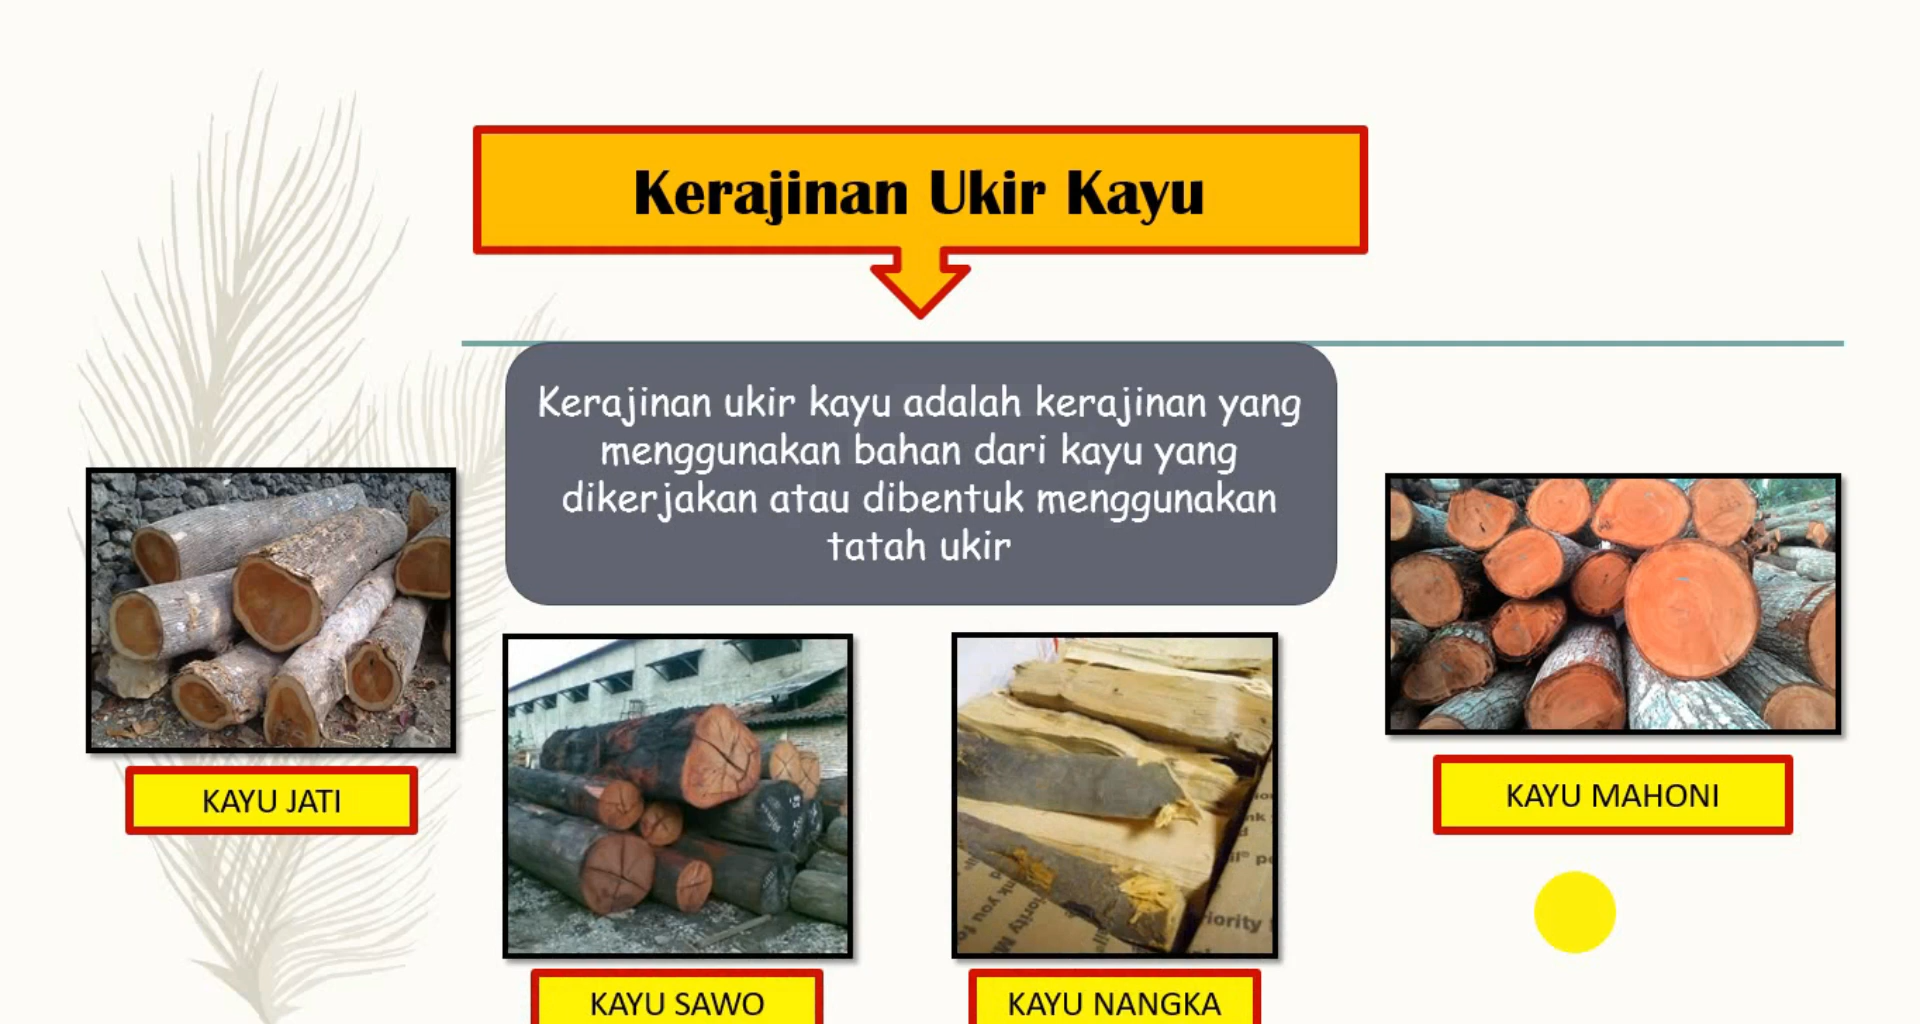 Kerajinan Ukir Kayu
Kerajinan ukir kayu adalah kerajinan yang
menggunakan bahan dari kayu yang
dikerjakan atau dibentuk menggunakan
tatah ukir
KAYU JATI
KAYU MAHONI
KAYU SAWO
KAYU NANGKA